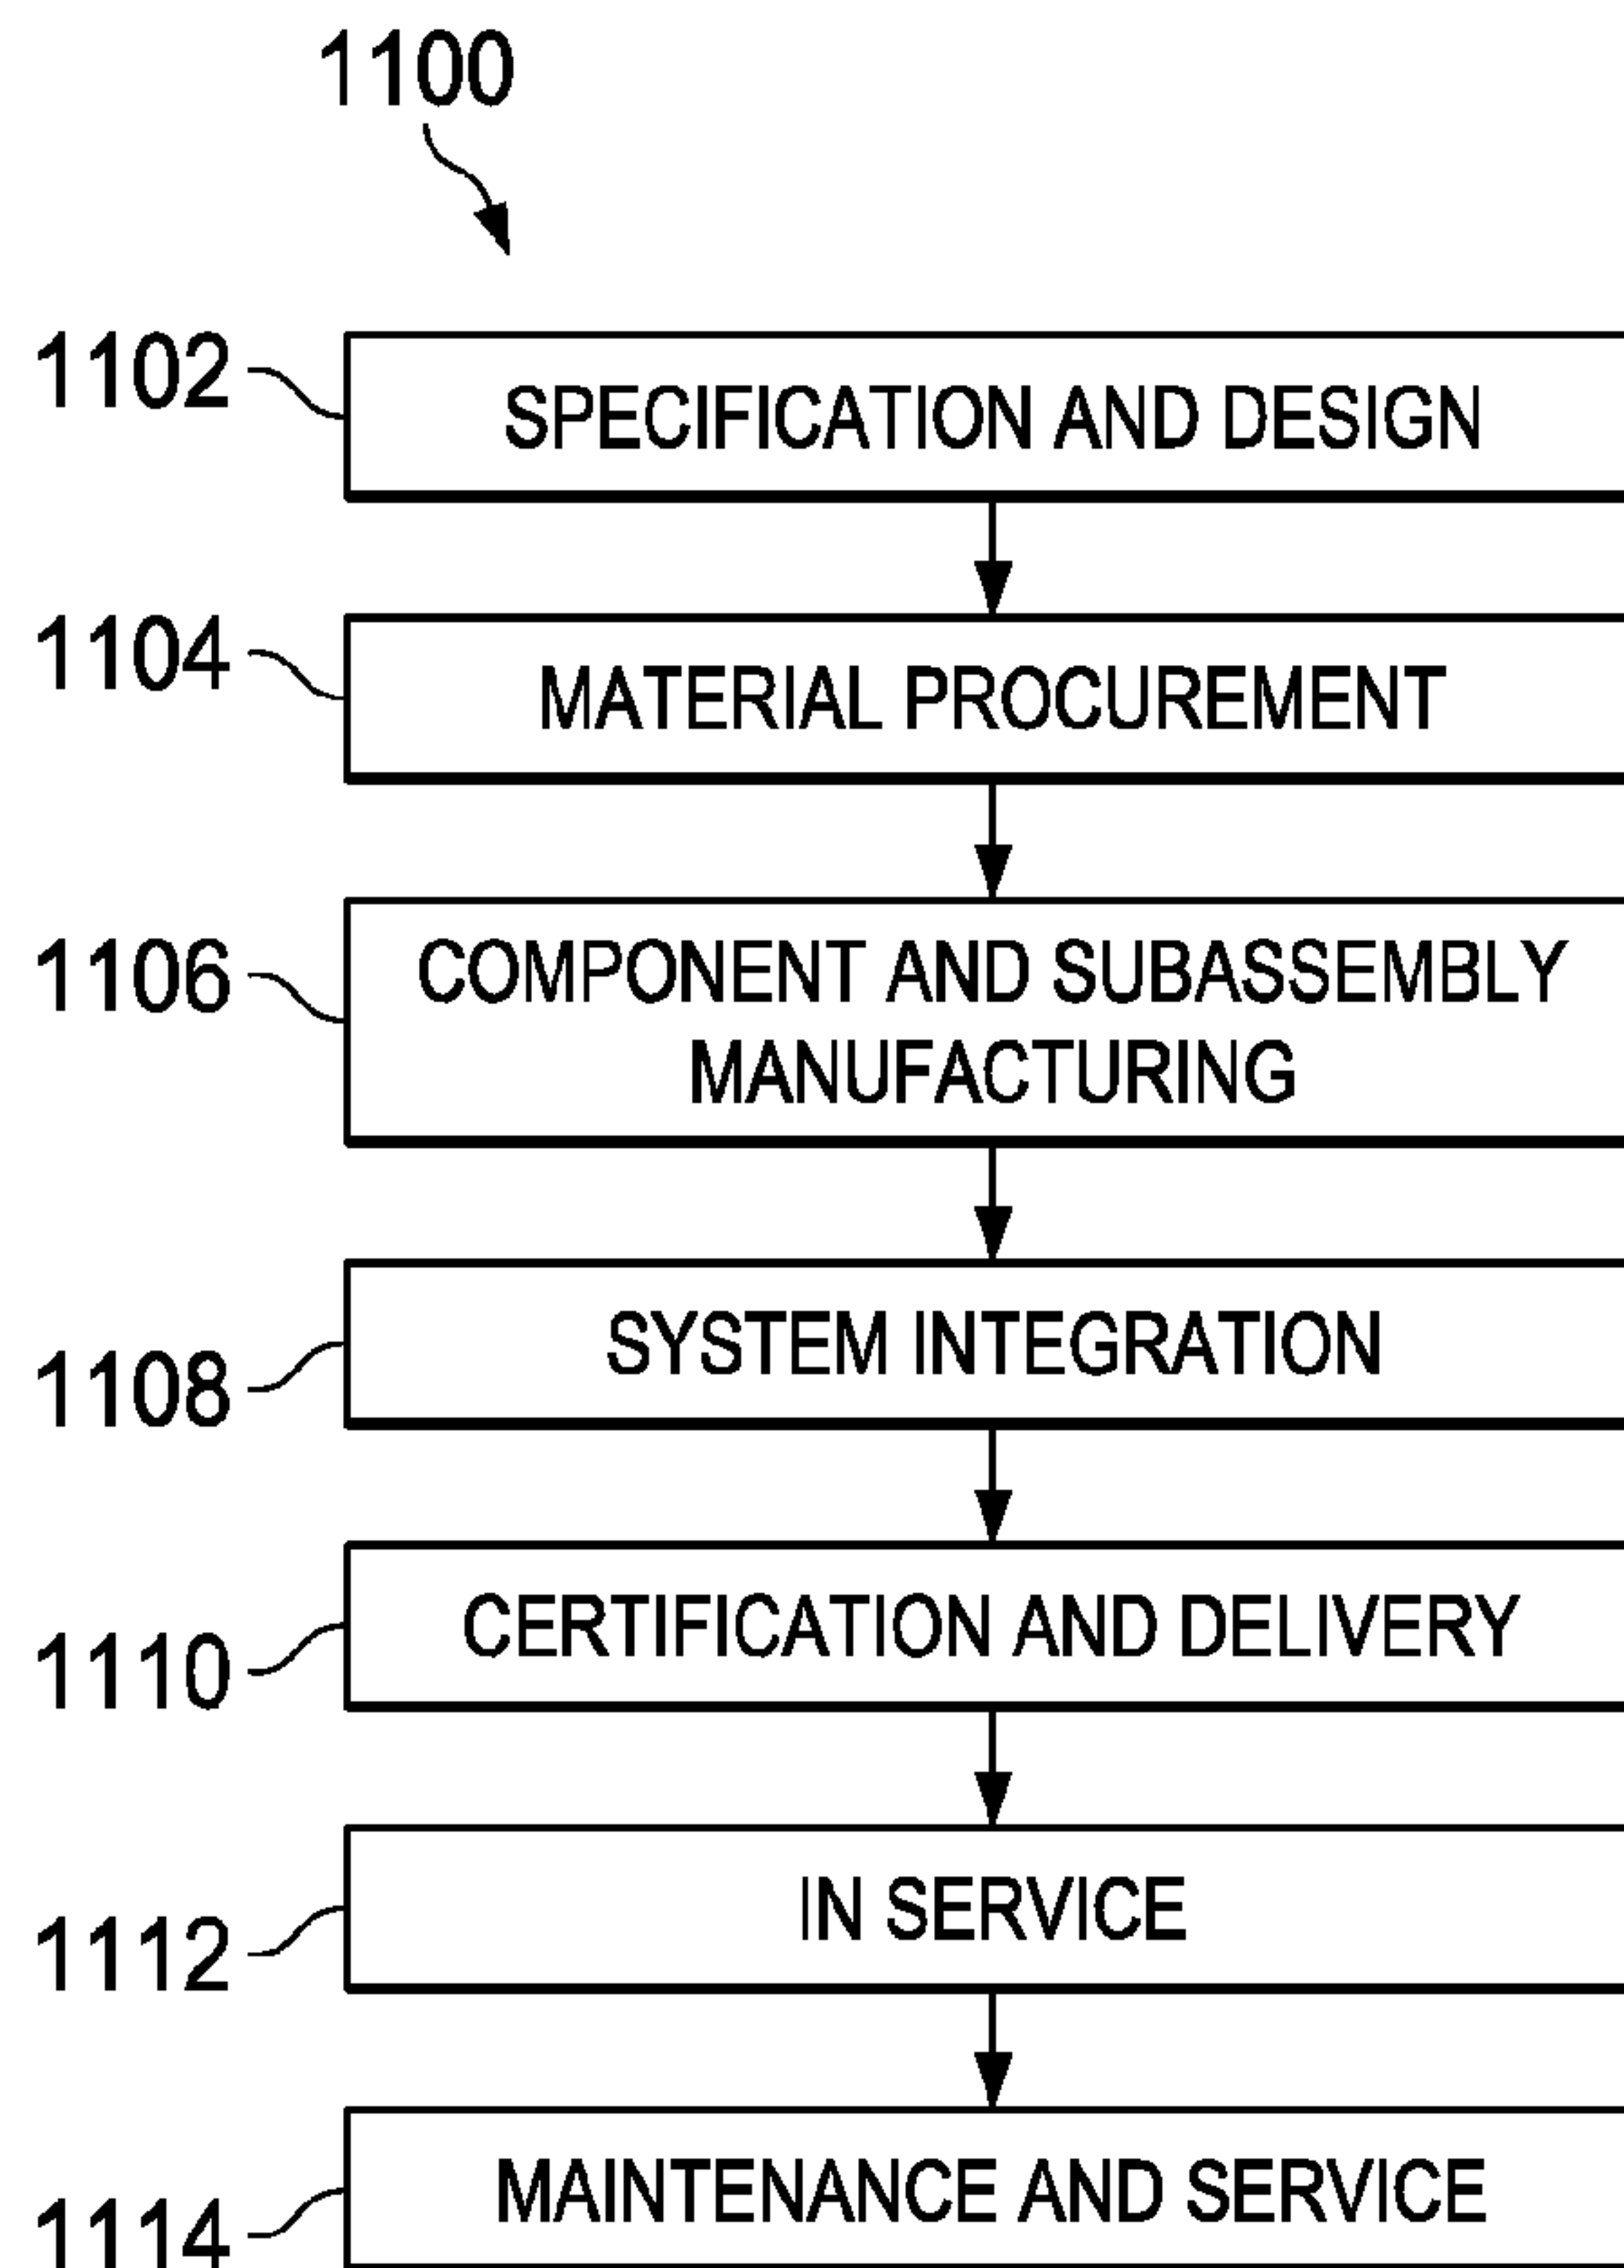 1100
1102
SPECIFICATION AND DESIGN
1104
MATERIAL PROCUREMENT
1106
COMPONENT AND SUBASSEMBLY
MANUFACTURING
1108
SYSTEM INTEGRATION
1110
CERTIFICATION AND DELIVERY
1112
IN SERVICE
1114
MAINTENANCE AND SERVICE